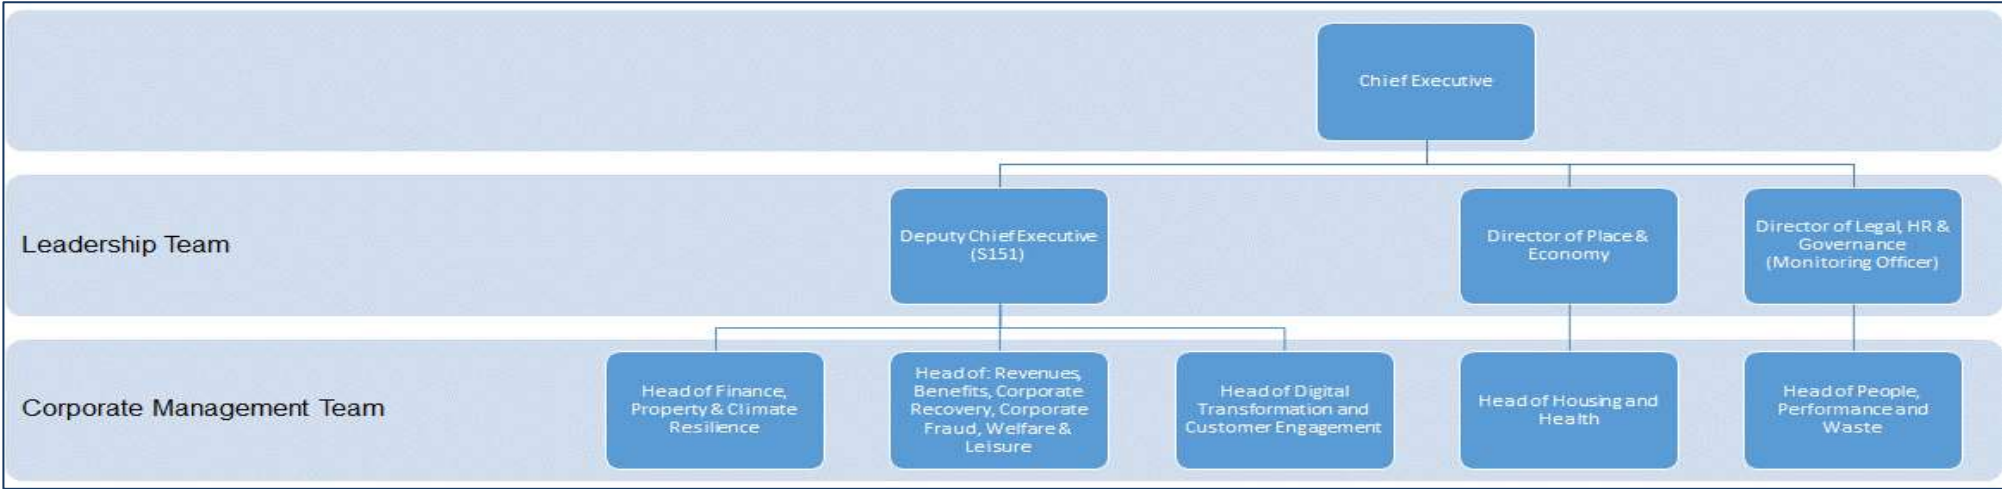 Chief Executive
Leadership Team
Deputy Chief Executive
(S151)
Director of Place &
Economy
Director of Legal, HR &
Governance
(Monitoring Officer)
Corporate Management Team
Head of Finance,
Property & Climate
Resilience
Head of: Revenues,
Benefits, Corporate
Recovery, Corporate
Fraud, Welfare &
Leisure
Head of Digital
Transformation and
Customer Engagement
Head of Housing and
Health
Head of People,
Performance and
Waste